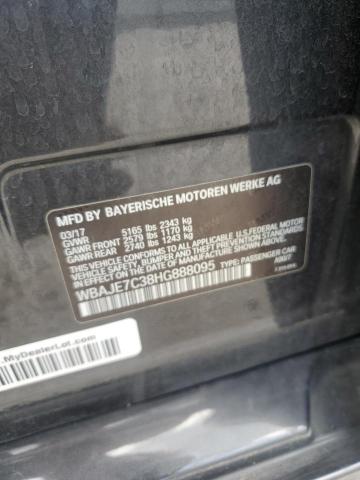 MFD BY BAYERISCHE MOTOREN WERKE AG
03/17 5165 lbs 2343 kg
GVWR
GAWR FRONT 2579 lbs 1170 kg
GAWR REAR 2740 lbs 1243 kg
THIS VEHICLE CONFORMS TO ALL APPLICABLE U.S. FEDERAL MOTOR
VEHICLE SAFETY, BUMPER, AND THEFT PREVENTION STANDARDS
IN EFFECT ON THE DATE OF MANUFACTURE SHOWN ABOVE.
WBAJE7C38HG888095 TYPE: PASSENGER CAR
MyDealerLot.com